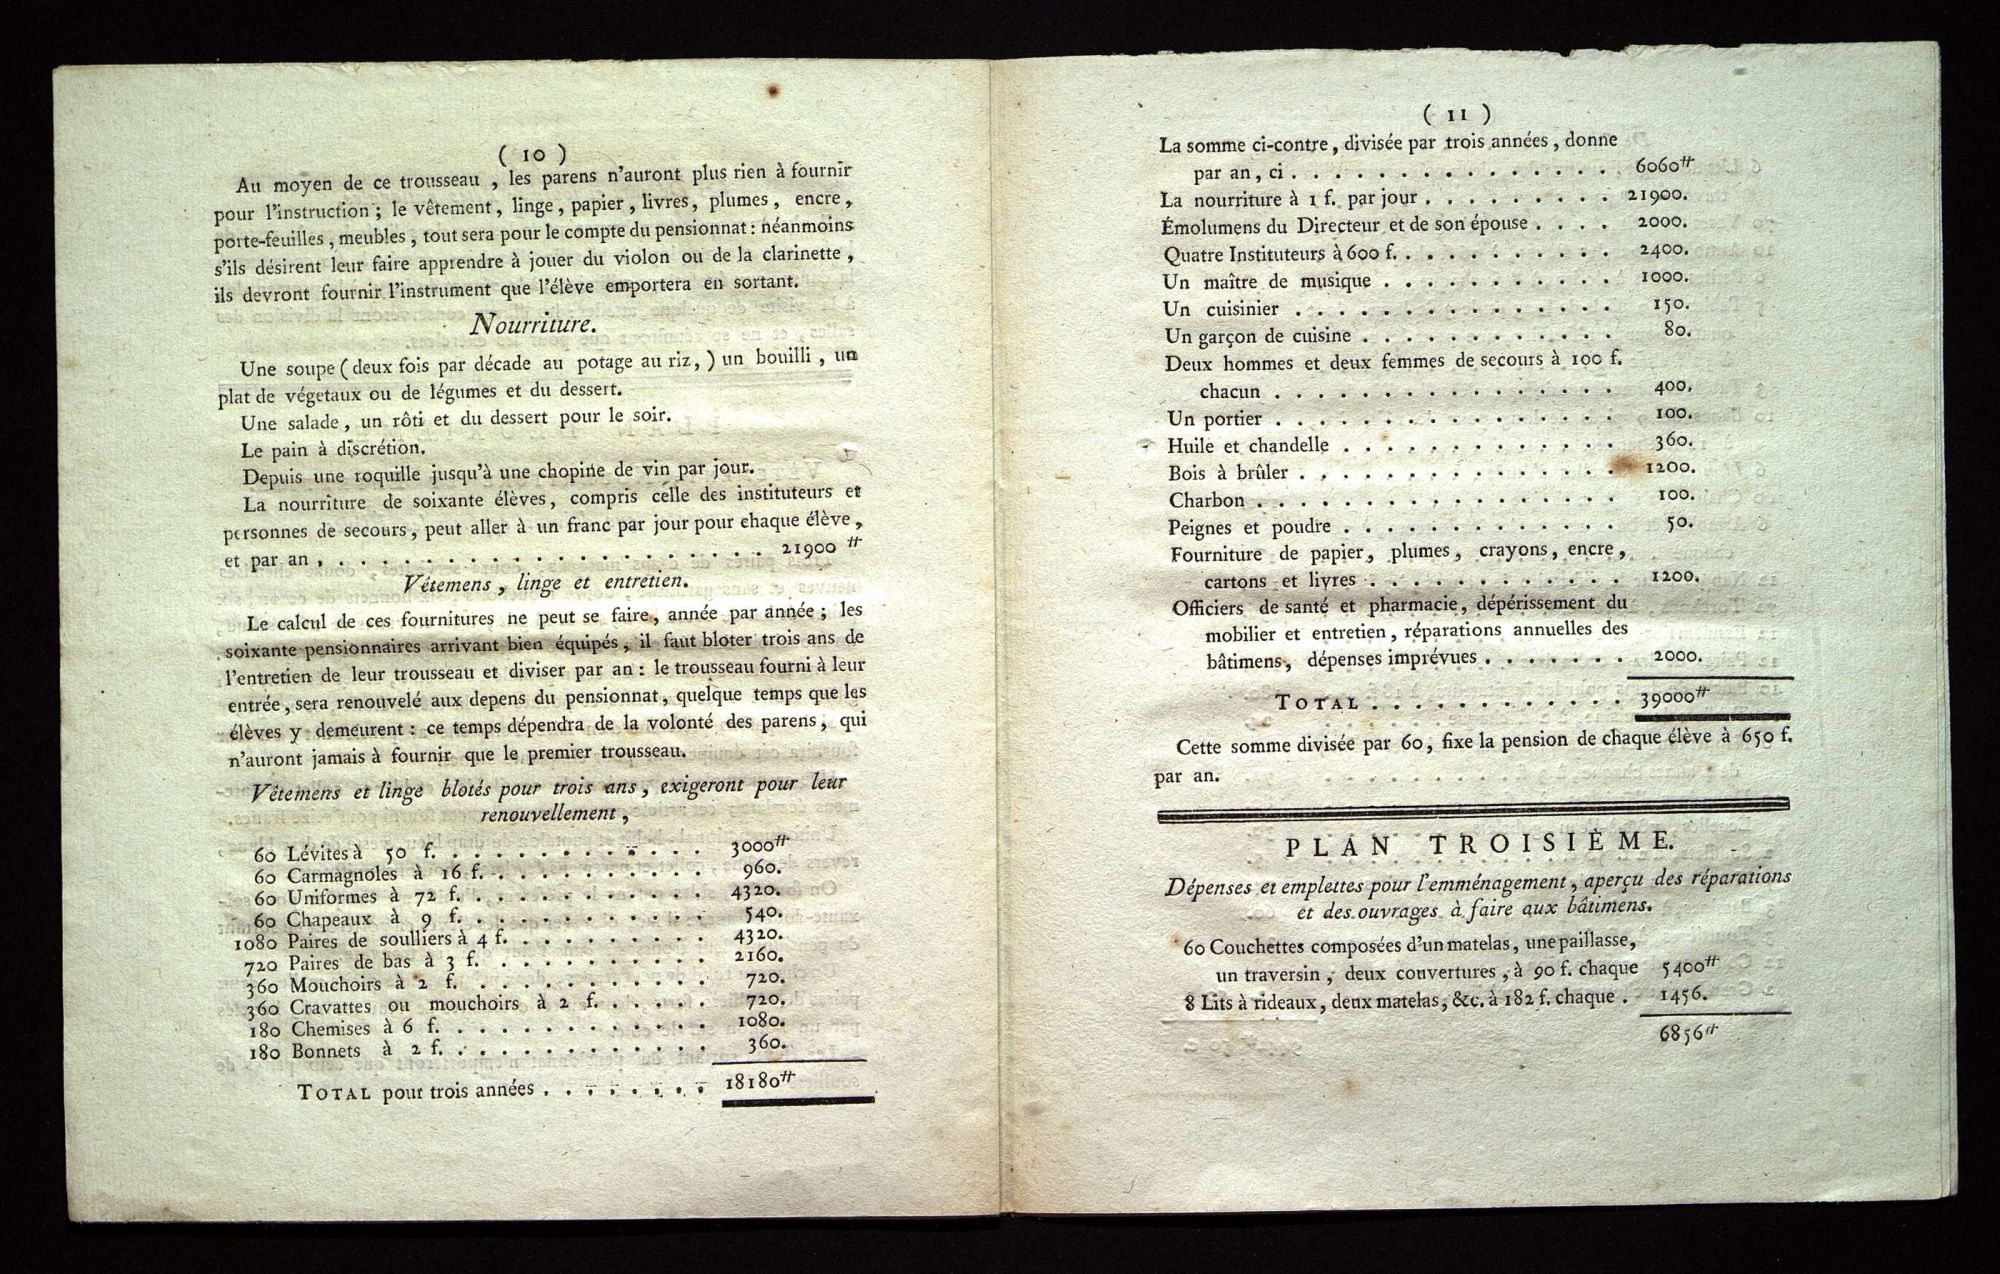 ( 10 )
Au moyen de ce trousseau , les parens n'auront plus rien à fournir
pour l'instruction ; le vêtement, linge, papier, livres, plumes, encre,
porte-feuilles, meubles, tout sera pour le compte du pensionnat : néanmoins
s'ils désirent leur faire apprendre à jouer du violon ou de la clarinette,
ils devront fournir l'instrument que l'élève emportera en sortant.
Nourriture.
Une soupe ( deux fois par décade au potage au riz, ) un bouilli, un
plat de végetaux ou de légumes et du dessert.
Une salade, un rôti et du dessert pour le soir.
Le pain à discrétion.
Depuis une roquille jusqu'à une chopine de vin par jour.
La nourriture de soixante élèves, compris celle des instituteurs et
personnes de secours, peut aller à un franc par jour pour chaque élève,
et par an, . . . . . . . . . . . . . . . . . . . . 21900 ₶
Vêtemens, linge et entretien.
Le calcul de ces fournitures ne peut se faire, année par année ; les
soixante pensionnaires arrivant bien équipés, il faut bloter trois ans de
l'entretien de leur trousseau et diviser par an : le trousseau fourni à leur
entrée, sera renouvelé aux depens du pensionnat, quelque temps que les
élèves y demeurent : ce temps dépendra de la volonté des parens, qui
n'auront jamais à fournir que le premier trousseau.
Vêtemens et linge blotés pour trois ans, exigeront pour leur
renouvellement,
60 Lévites à 50 f. . . . . . . . . . . . . 3000₶
60 Carmagnoles à 16 f. . . . . . . . . . . 960.
60 Uniformes à 72 f. . . . . . . . . . . . 4320.
60 Chapeaux à 9 f. . . . . . . . . . . . 540.
1080 Paires de soulliers à 4 f. . . . . . . . . . 4320.
720 Paires de bas à 3 f. . . . . . . . . . . 2160.
360 Mouchoirs à 2 f. . . . . . . . . . . . 720.
360 Cravattes ou mouchoirs à 2 f. . . . . . 720.
180 Chemises à 6 f. . . . . . . . . . . . . 1080.
180 Bonnets à 2 f. . . . . . . . . . . . . 360.
TOTAL pour trois années . . . . . . . . 18180₶
( 11 )
La somme ci-contre, divisée par trois années, donne
par an, ci . . . . . . . . . . . . . . . 6060₶
La nourriture à 1 f. par jour . . . . . . . . . 21900.
Émolumens du Directeur et de son épouse . . . . 2000.
Quatre Instituteurs à 600 f. . . . . . . . . . . 2400.
Un maître de musique . . . . . . . . . . . 1000.
Un cuisinier . . . . . . . . . . . . . . . 150.
Un garçon de cuisine . . . . . . . . . . . . 80.
Deux hommes et deux femmes de secours à 100 f.
chacun . . . . . . . . . . . . . . . . 400.
Un portier . . . . . . . . . . . . . . . . 100.
Huile et chandelle . . . . . . . . . . . . . 360.
Bois à brûler . . . . . . . . . . . . . . . 1200.
Charbon . . . . . . . . . . . . . . . . . 100.
Peignes et poudre . . . . . . . . . . . . . 50.
Fourniture de papier, plumes, crayons, encre,
cartons et livres . . . . . . . . . . . . 1200.
Officiers de santé et pharmacie, dépérissement du
mobilier et entretien, réparations annuelles des
bâtimens, dépenses imprévues . . . . . . . 2000.
TOTAL . . . . . . . . . . . . 39000₶
Cette somme divisée par 60, fixe la pension de chaque élève à 650 f.
par an.
PLAN TROISIÈME.
Dépenses et emplettes pour l'emménagement, aperçu des réparations
et des ouvrages à faire aux bâtimens.
60 Couchettes composées d'un matelas, une paillasse,
un traversin, deux couvertures, à 90 f. chaque 5400₶
8 Lits à rideaux, deux matelas, &c. à 182 f. chaque . 1456.
6856₶